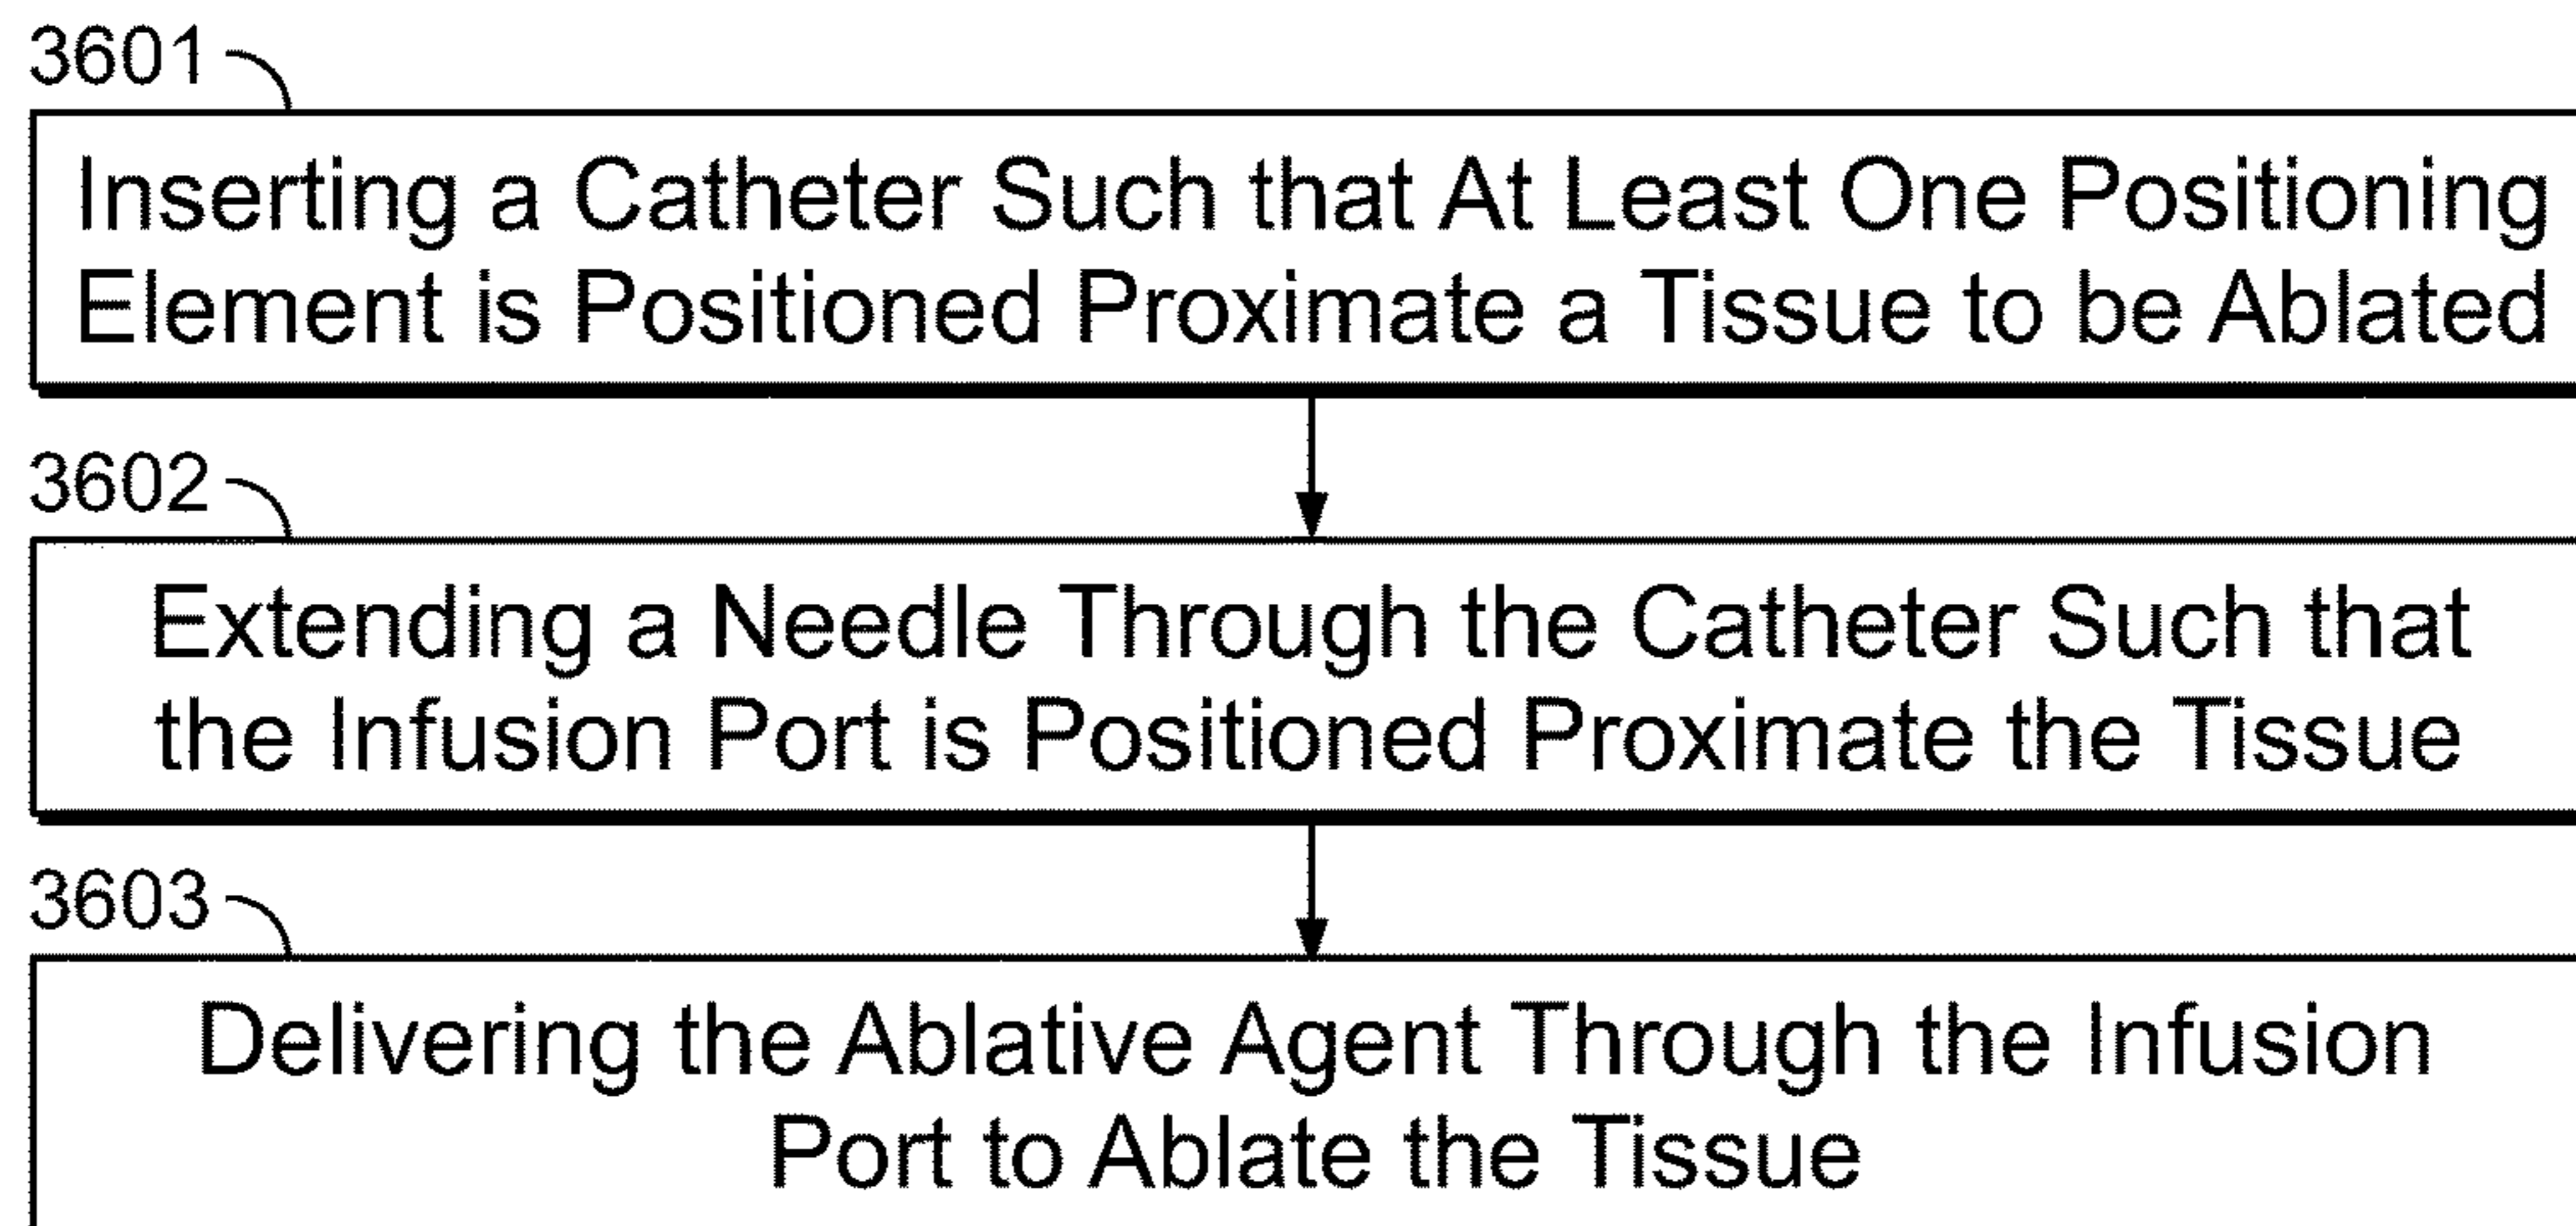 3601
Inserting a Catheter Such that At Least One Positioning
Element is Positioned Proximate a Tissue to be Ablated
3602
Extending a Needle Through the Catheter Such that
the Infusion Port is Positioned Proximate the Tissue
3603
Delivering the Ablative Agent Through the Infusion
Port to Ablate the Tissue